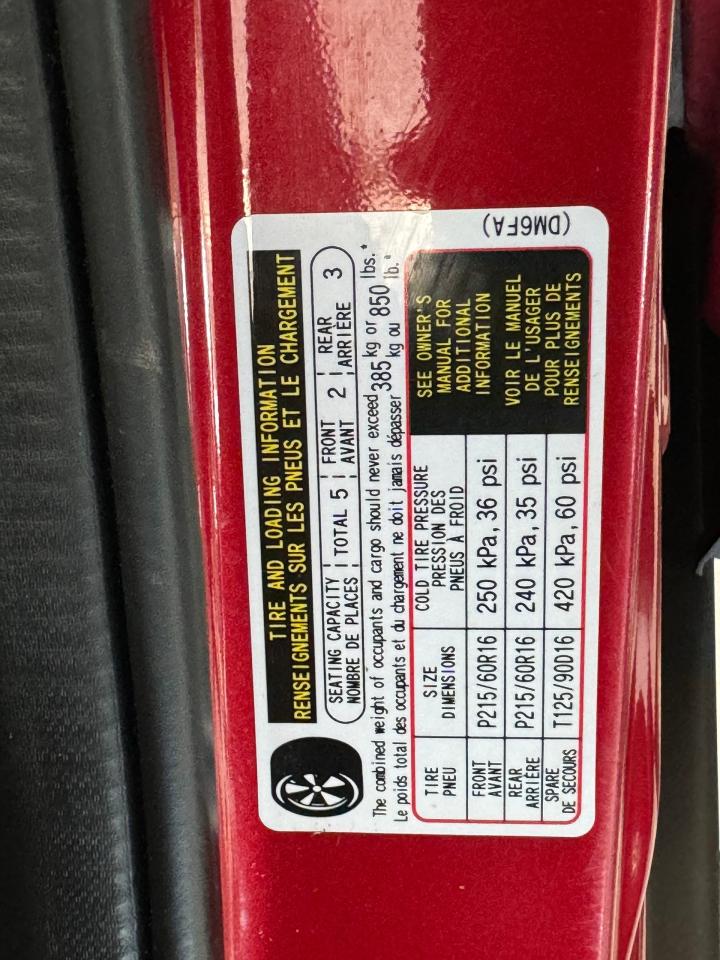 TIRE AND LOADING INFORMATION
RENSEIGNEMENTS SUR LES PNEUS ET LE CHARGEMENT
SEATING CAPACITY TOTAL 5 FRONT 2 REAR 3
NOMBRE DE PLACES AVANT ARRIÈRE
The combined weight of occupants and cargo should never exceed 385 kg or 850 lbs.*
Le poids total des occupants et du chargement ne doit jamais dépasser kg ou lb.*
TIRE SIZE COLD TIRE PRESSURE
PNEU DIMENSIONS PRESSION DES
PNEUS À FROID
FRONT P215/60R16 250 kPa, 36 psi
AVANT
REAR P215/60R16 240 kPa, 35 psi
ARRIÈRE
SPARE T125/90D16 420 kPa, 60 psi
DE SECOURS
SEE OWNER'S
MANUAL FOR
ADDITIONAL
INFORMATION
VOIR LE MANUEL
DE L'USAGER
POUR PLUS DE
RENSEIGNEMENTS
(DM6FA)